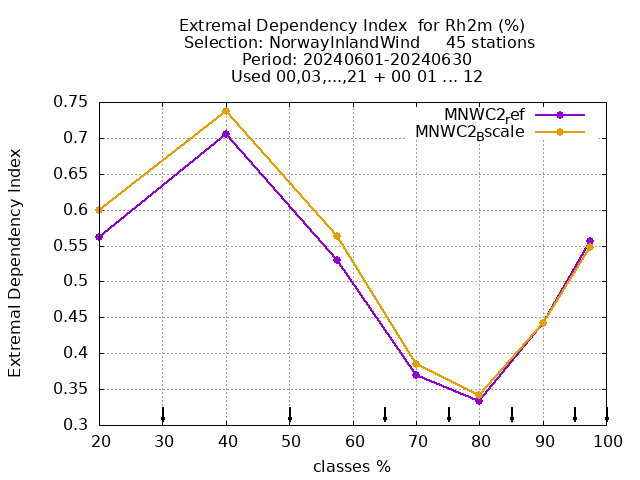 Extremal Dependency Index  for Rh2m (%)
Selection: NorwayInlandWind     45 stations
Period: 20240601-20240630
Used 00,03,...,21 + 00 01 ... 12
MNWC2ref
MNWC2Bscale
Extremal Dependency Index
0.75
0.7
0.65
0.6
0.55
0.5
0.45
0.4
0.35
0.3
20 30 40 50 60 70 80 90 100
classes %